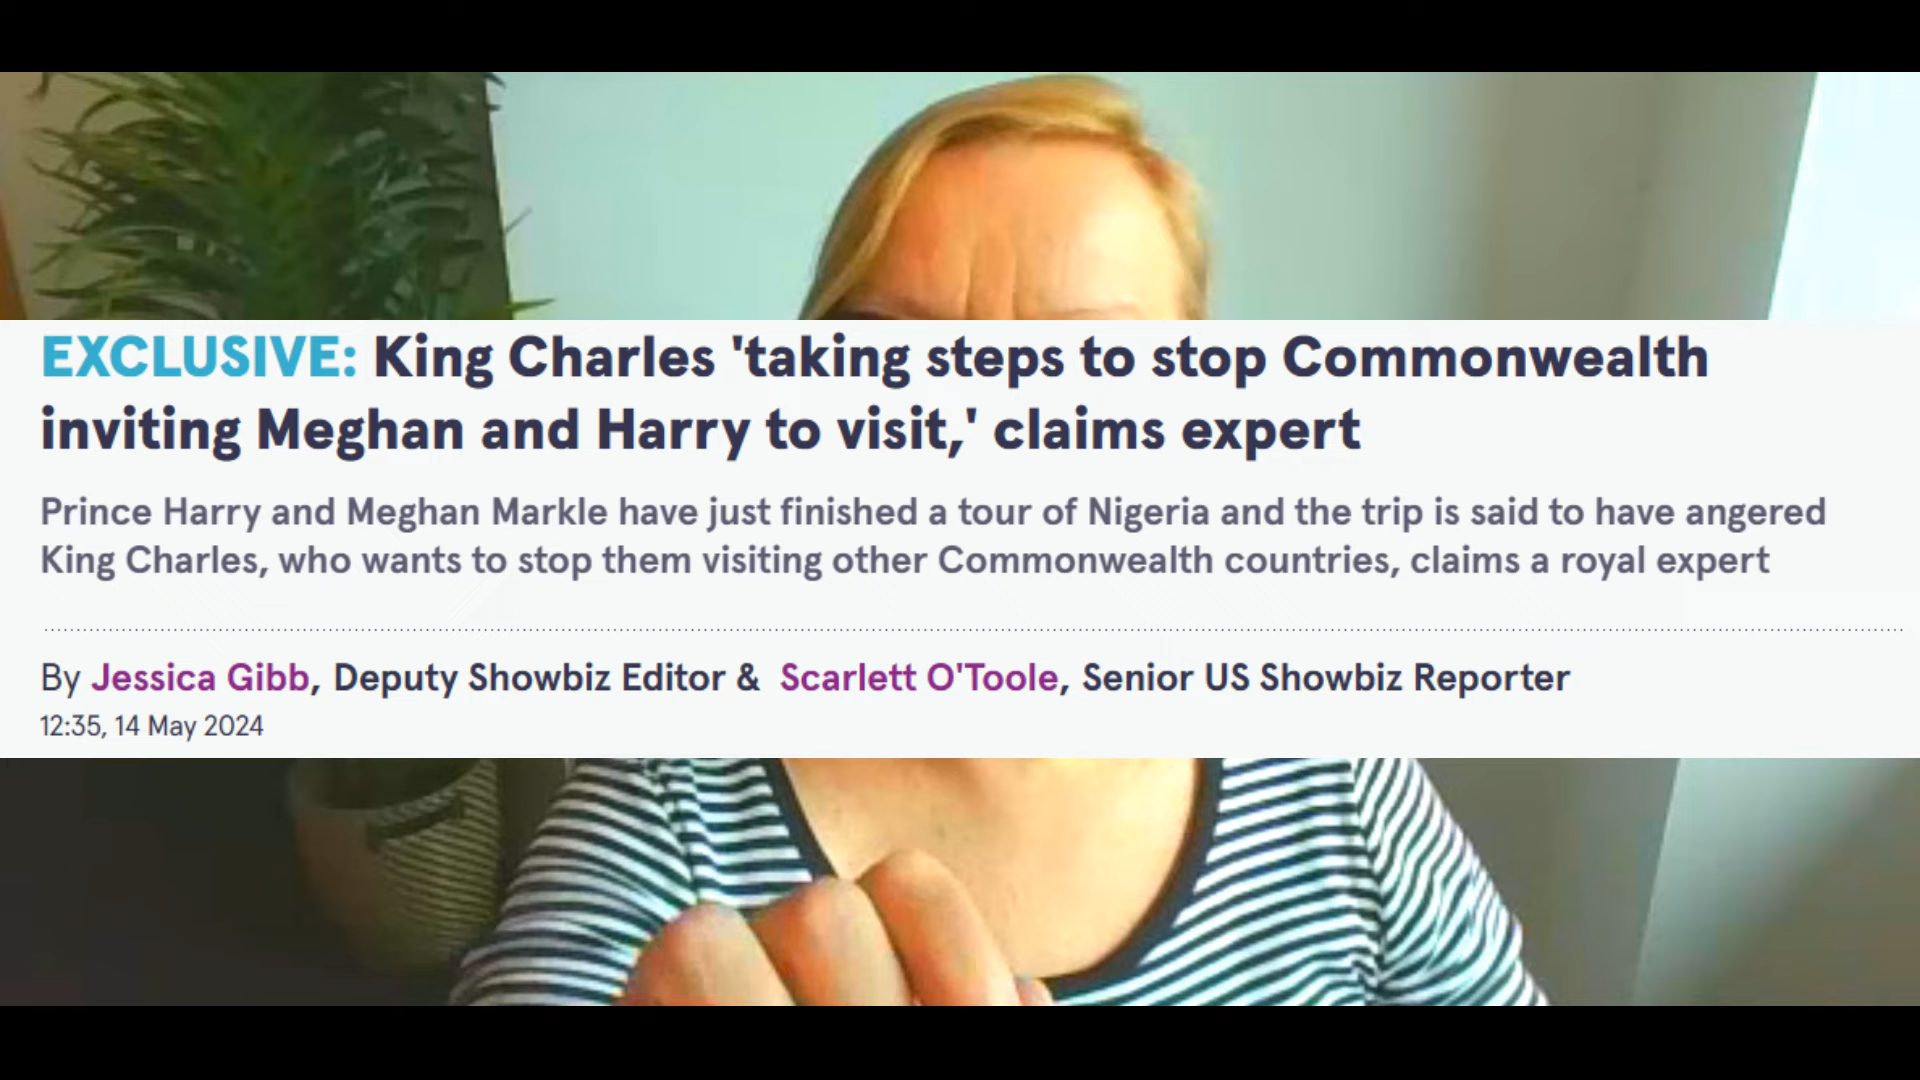 EXCLUSIVE: King Charles 'taking steps to stop Commonwealth
inviting Meghan and Harry to visit,' claims expert
Prince Harry and Meghan Markle have just finished a tour of Nigeria and the trip is said to have angered
King Charles, who wants to stop them visiting other Commonwealth countries, claims a royal expert
By Jessica Gibb, Deputy Showbiz Editor & Scarlett O'Toole, Senior US Showbiz Reporter
12:35, 14 May 2024